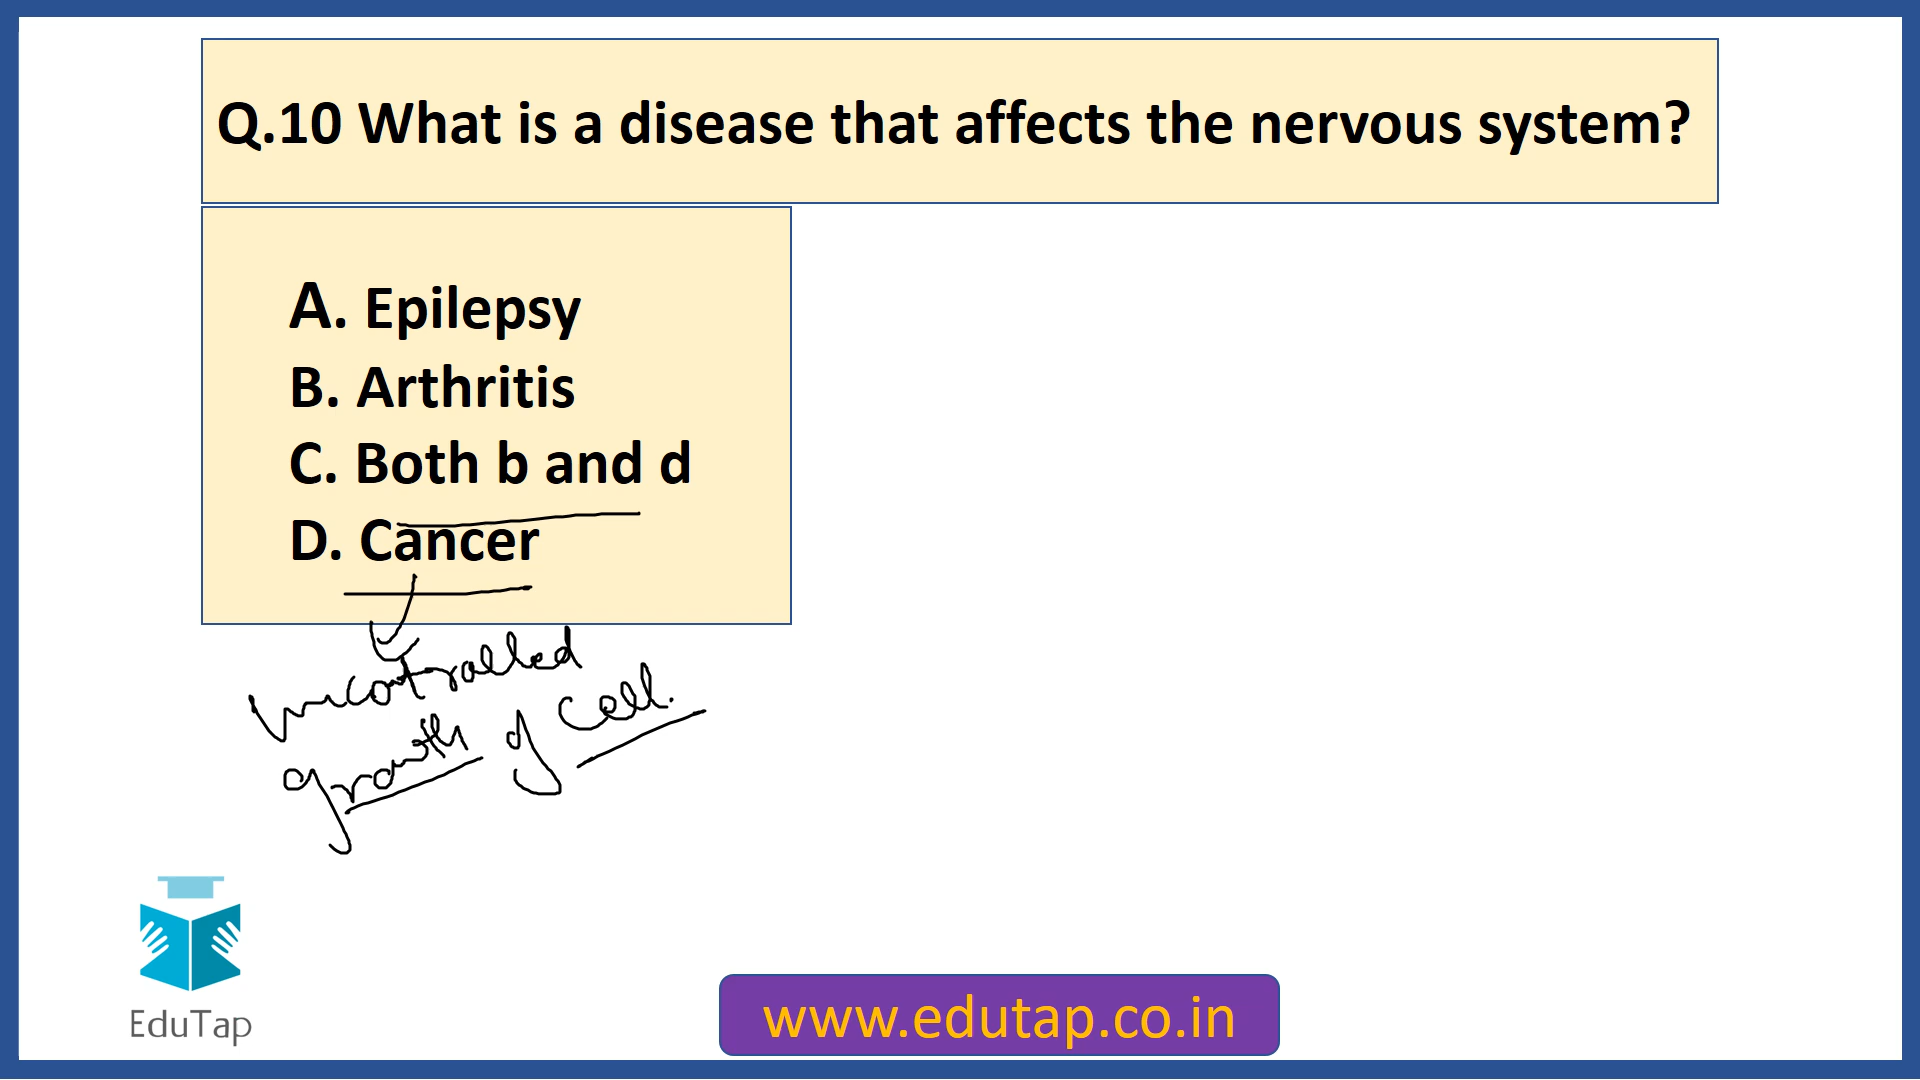 Q.10 What is a disease that affects the nervous system?
A. Epilepsy
B. Arthritis
C. Both b and d
D. Cancer
uncotrolled
growth of cell.
EduTap
www.edutap.co.in